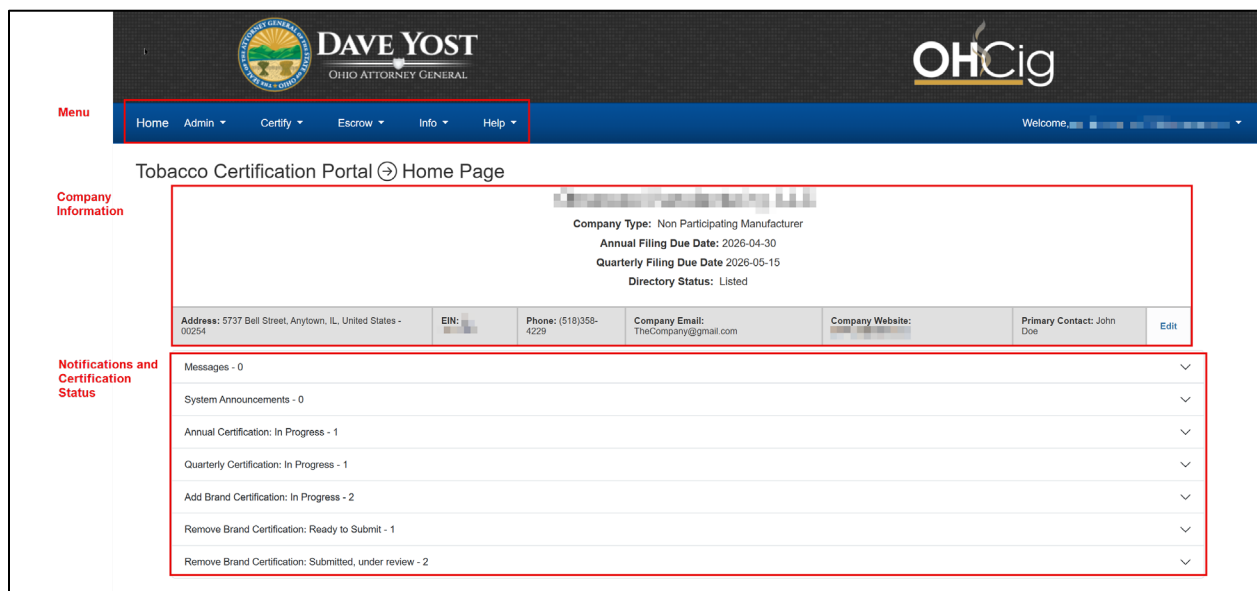 DAVE YOST
OHIO ATTORNEY GENERAL
OHCig
Menu
Home Admin Certify Escrow Info Help Welcome,
Tobacco Certification Portal Home Page
Company
Information
Company Type: Non Participating Manufacturer
Annual Filing Due Date: 2026-04-30
Quarterly Filing Due Date 2026-05-15
Directory Status: Listed
Address: 5737 Bell Street, Anytown, IL, United States -
00254
EIN:
Phone: (518)358-
4229
Company Email:
TheCompany@gmail.com
Company Website:
Primary Contact: John
Doe
Edit
Notifications and
Certification
Status
Messages - 0
System Announcements - 0
Annual Certification: In Progress - 1
Quarterly Certification: In Progress - 1
Add Brand Certification: In Progress - 2
Remove Brand Certification: Ready to Submit - 1
Remove Brand Certification: Submitted, under review - 2